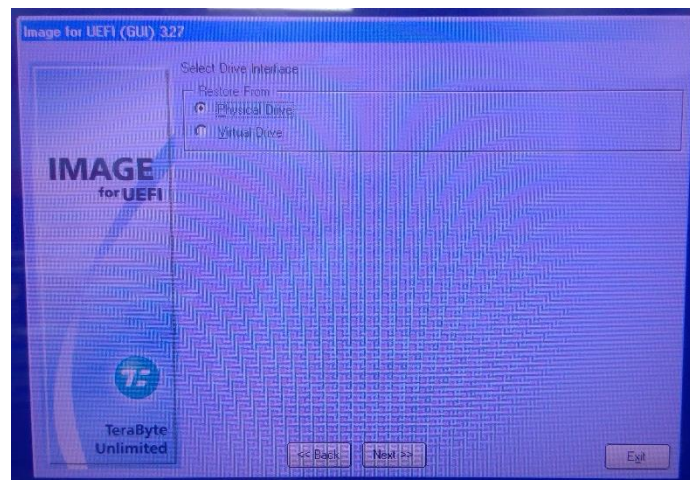 Image for UEFI (GUI) 3.27
Select Drive Interface
Restore From
Physical Drive
Virtual Drive
IMAGE
for UEFI
TeraByte
Unlimited
<< Back
Next >>
Exit